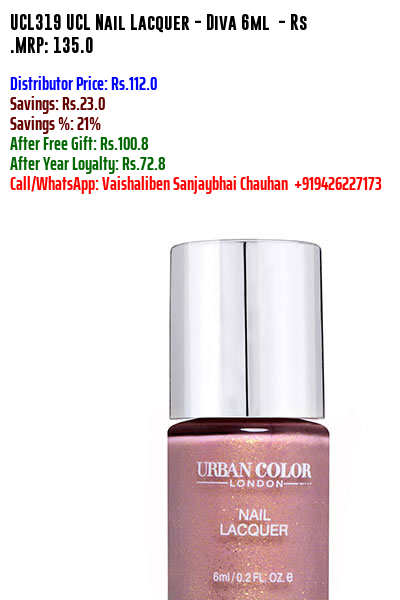 UCL319 UCL Nail Lacquer - Diva 6ml  - Rs
.MRP: 135.0
Distributor Price: Rs.112.0
Savings: Rs.23.0
Savings %: 21%
After Free Gift: Rs.100.8
After Year Loyalty: Rs.72.8
Call/WhatsApp: Vaishaliben Sanjaybhai Chauhan  +919426227173
URBAN COLOR
LONDON
NAIL
LACQUER
6ml / 0.2 FL. OZ. e